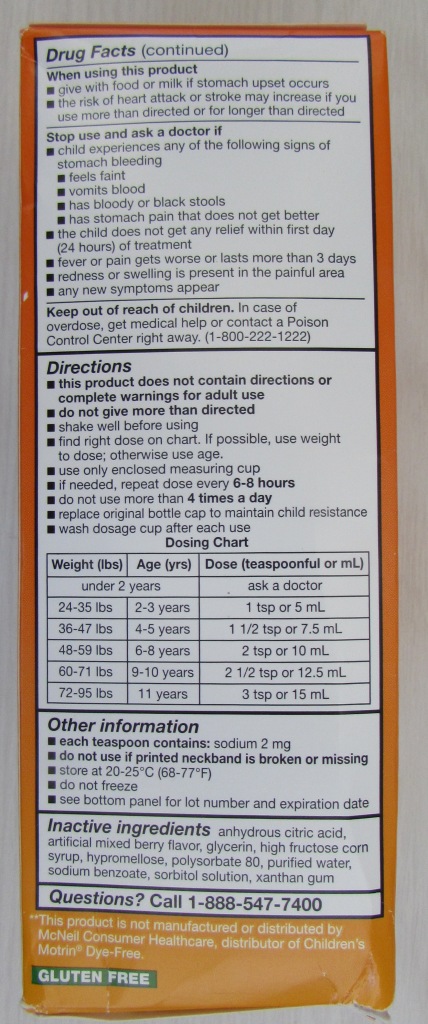 Drug Facts (continued)
When using this product
■ give with food or milk if stomach upset occurs
■ the risk of heart attack or stroke may increase if you
use more than directed or for longer than directed
Stop use and ask a doctor if
■ child experiences any of the following signs of
stomach bleeding
■ feels faint
■ vomits blood
■ has bloody or black stools
■ has stomach pain that does not get better
■ the child does not get any relief within first day
(24 hours) of treatment
■ fever or pain gets worse or lasts more than 3 days
■ redness or swelling is present in the painful area
■ any new symptoms appear
Keep out of reach of children. In case of
overdose, get medical help or contact a Poison
Control Center right away. (1-800-222-1222)
Directions
■ this product does not contain directions or
complete warnings for adult use
■ do not give more than directed
■ shake well before using
■ find right dose on chart. If possible, use weight
to dose; otherwise use age.
■ use only enclosed measuring cup
■ if needed, repeat dose every 6-8 hours
■ do not use more than 4 times a day
■ replace original bottle cap to maintain child resistance
■ wash dosage cup after each use
Dosing Chart
Weight (lbs) Age (yrs) Dose (teaspoonful or mL)
under 2 years ask a doctor
24-35 lbs 2-3 years 1 tsp or 5 mL
36-47 lbs 4-5 years 1 1/2 tsp or 7.5 mL
48-59 lbs 6-8 years 2 tsp or 10 mL
60-71 lbs 9-10 years 2 1/2 tsp or 12.5 mL
72-95 lbs 11 years 3 tsp or 15 mL
Other information
■ each teaspoon contains: sodium 2 mg
■ do not use if printed neckband is broken or missing
■ store at 20-25°C (68-77°F)
■ do not freeze
■ see bottom panel for lot number and expiration date
Inactive ingredients anhydrous citric acid,
artificial mixed berry flavor, glycerin, high fructose corn
syrup, hypromellose, polysorbate 80, purified water,
sodium benzoate, sorbitol solution, xanthan gum
Questions? Call 1-888-547-7400
**This product is not manufactured or distributed by
McNeil Consumer Healthcare, distributor of Children's
Motrin® Dye-Free.
GLUTEN FREE